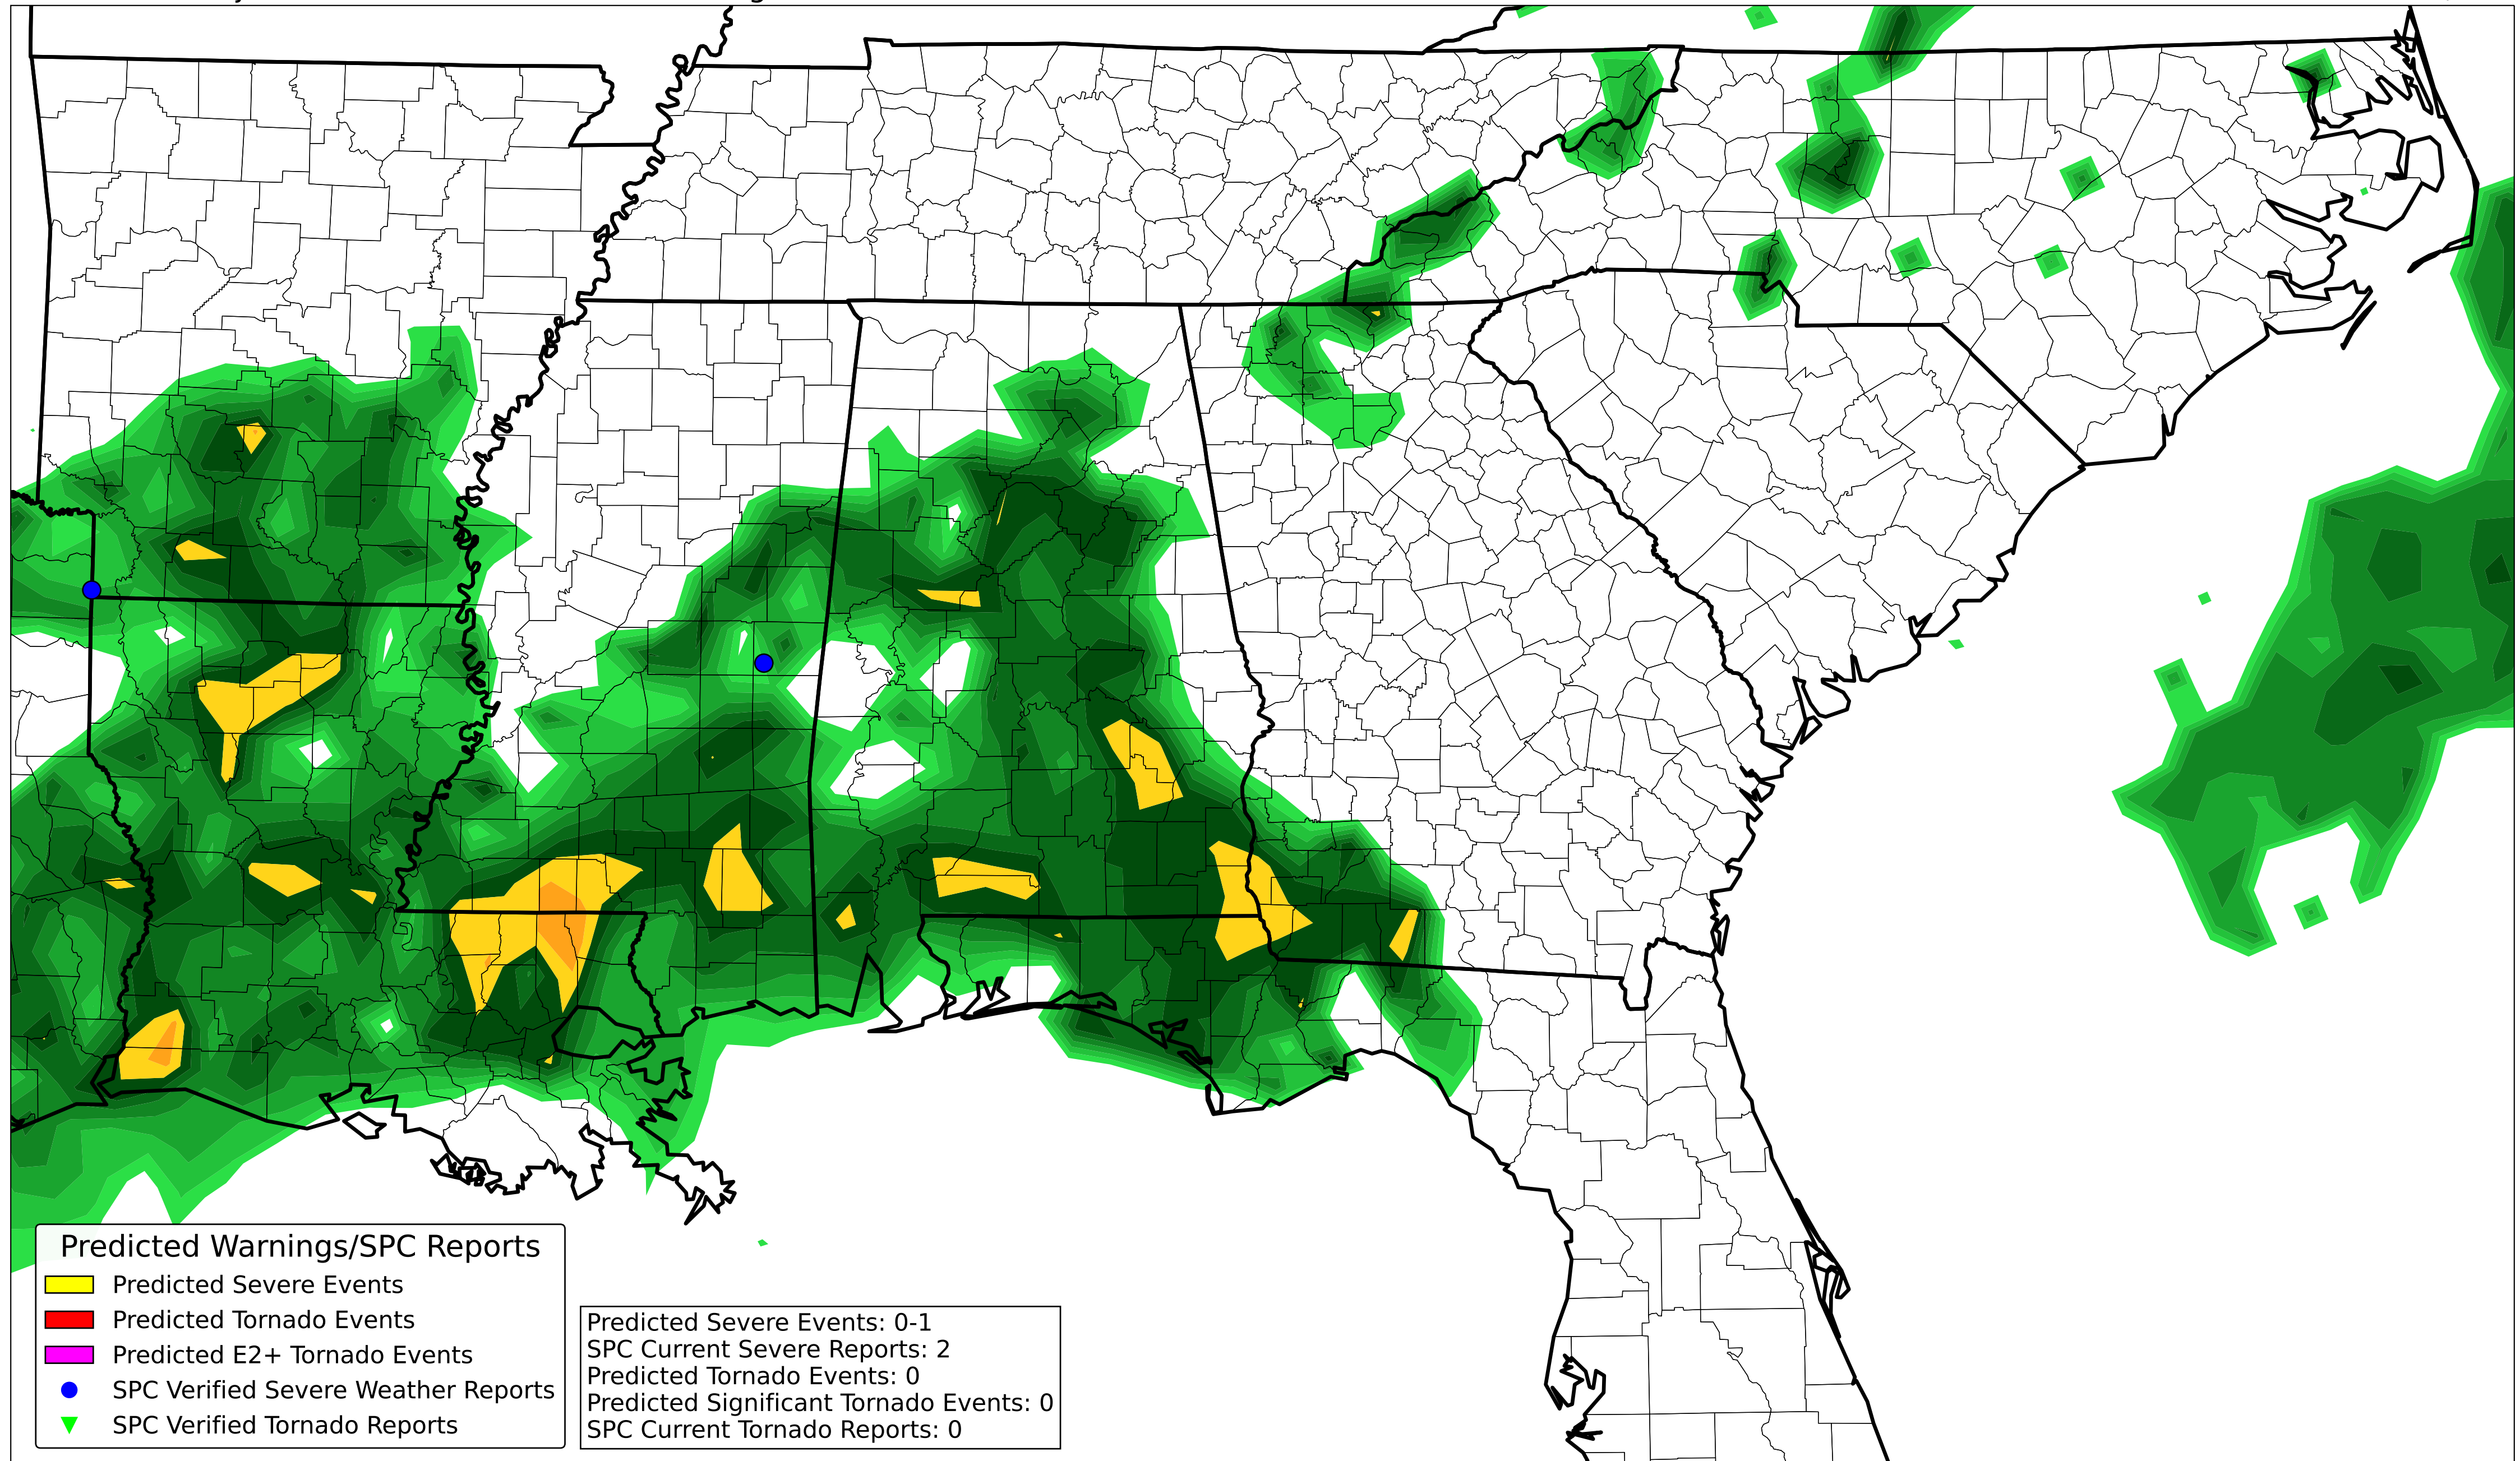 Predicted Warnings/SPC Reports
Predicted Severe Events
Predicted Tornado Events
Predicted E2+ Tornado Events
SPC Verified Severe Weather Reports
SPC Verified Tornado Reports
Predicted Severe Events: 0-1
SPC Current Severe Reports: 2
Predicted Tornado Events: 0
Predicted Significant Tornado Events: 0
SPC Current Tornado Reports: 0